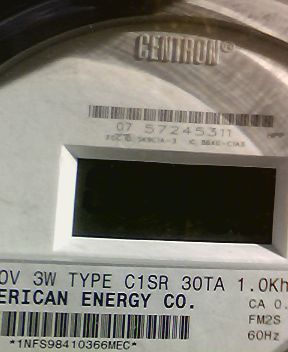 CENTRON®
07 57245311
0V 3W TYPE C1SR 30TA 1.0Kh
ERICAN ENERGY CO.
CA 0.
FM2S
60Hz
*1NFS98410366MEC*